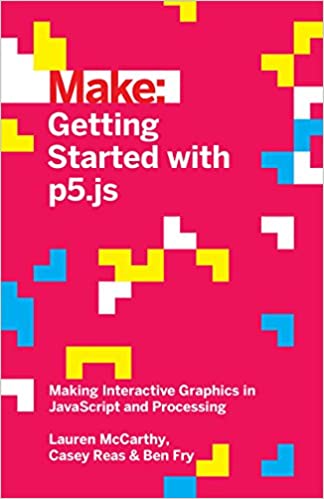 Make:
Getting
Started with
p5.js
Making Interactive Graphics in
JavaScript and Processing
Lauren McCarthy,
Casey Reas & Ben Fry